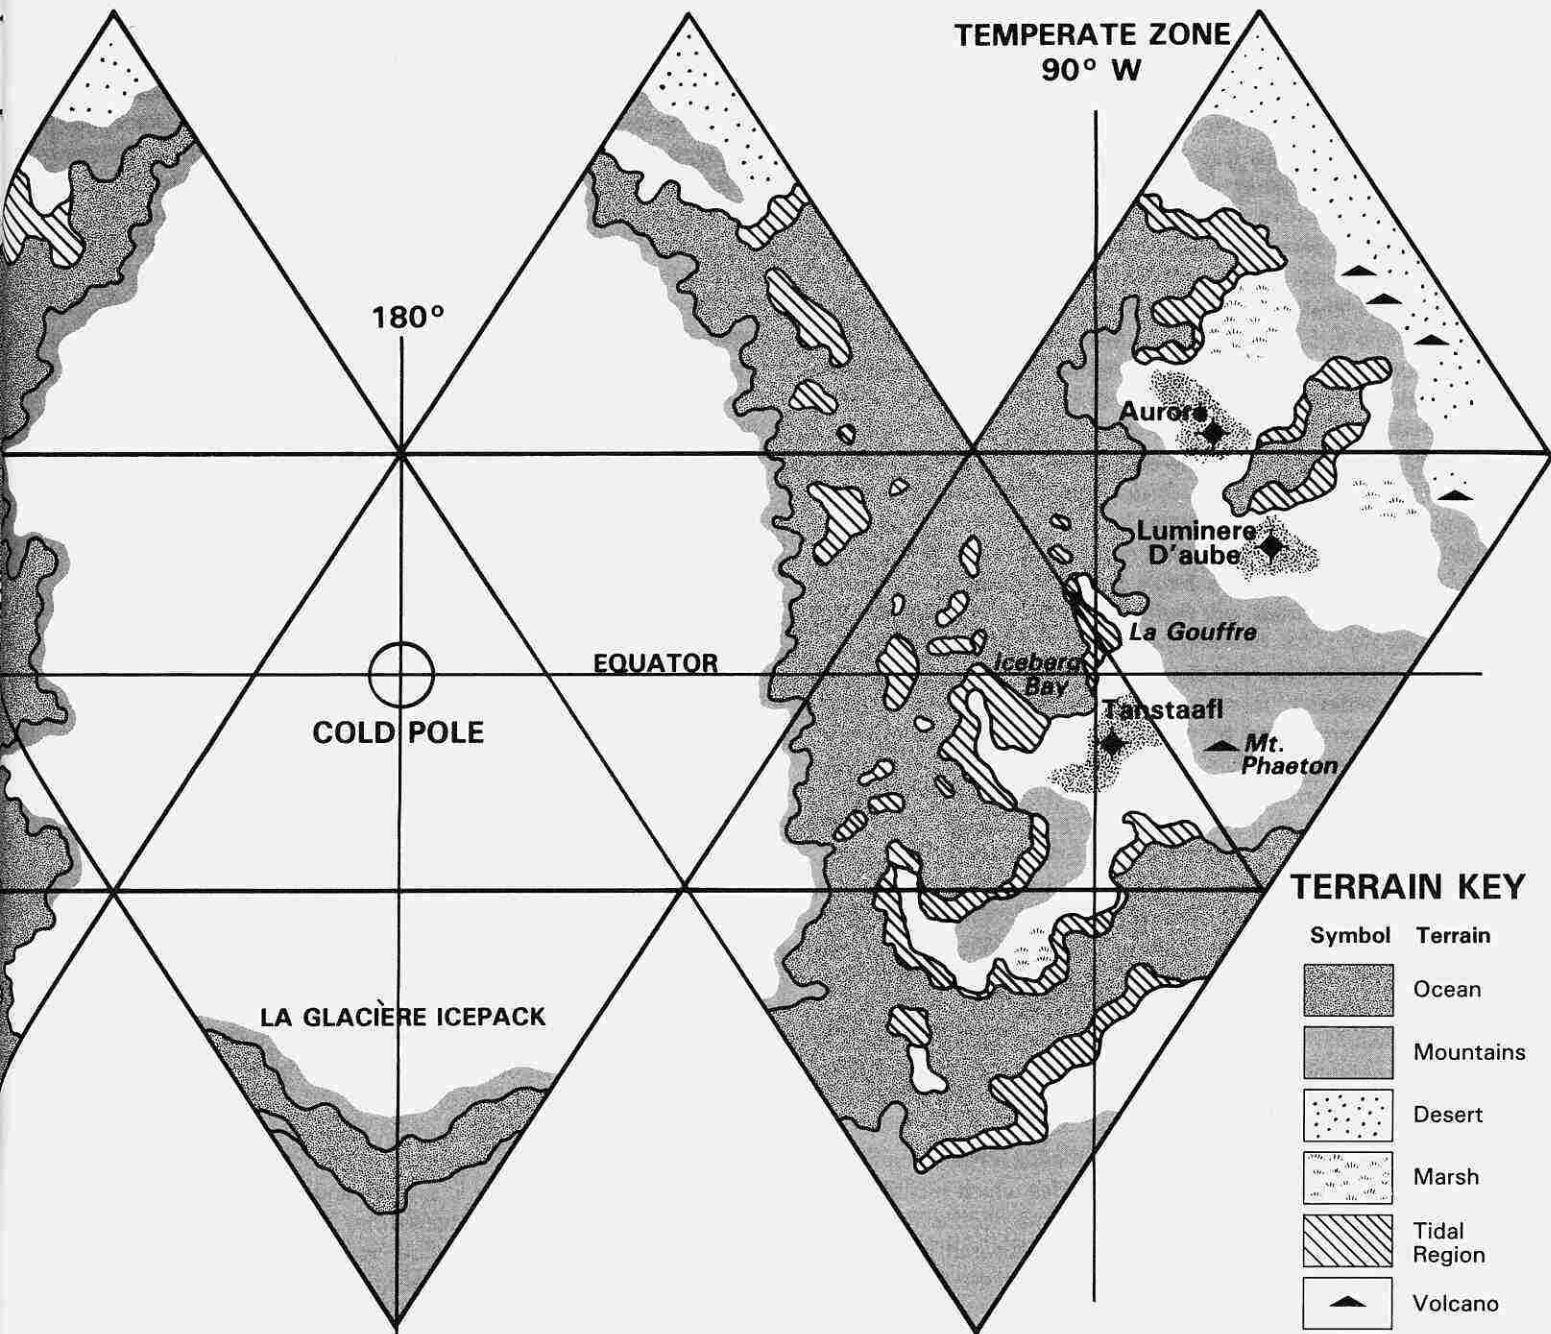 TEMPERATE ZONE
90° W
180°
Aurore
Luminere
D'aube
La Gouffre
EQUATOR
Iceberg
Bay
Tanstaafl
COLD POLE
Mt.
Phaeton
TERRAIN KEY
Symbol Terrain
Ocean
LA GLACIÈRE ICEPACK
Mountains
Desert
Marsh
Tidal
Region
Volcano